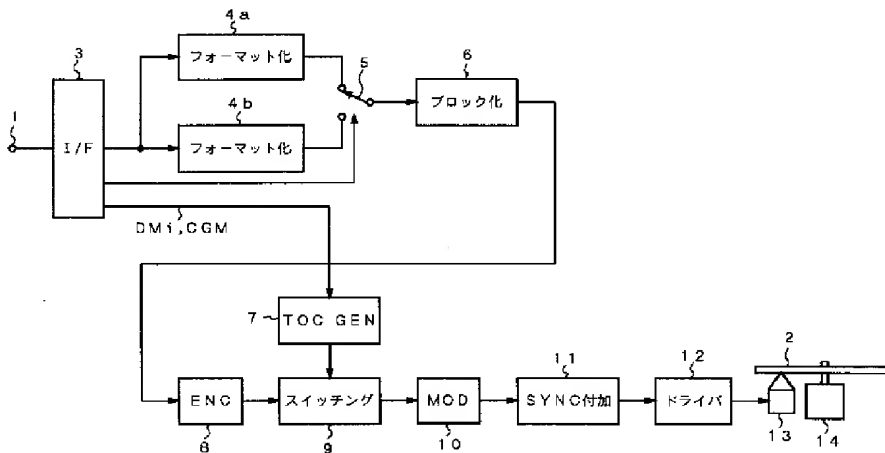 4a
3
フォーマット化
5
6
ブロック化
4b
1
I/F
フォーマット化
DMi,CGM
7
TOC GEN
2
11
12
ENC
スイッチング
MOD
SYNC付加
ドライバ
8
9
10
13
14